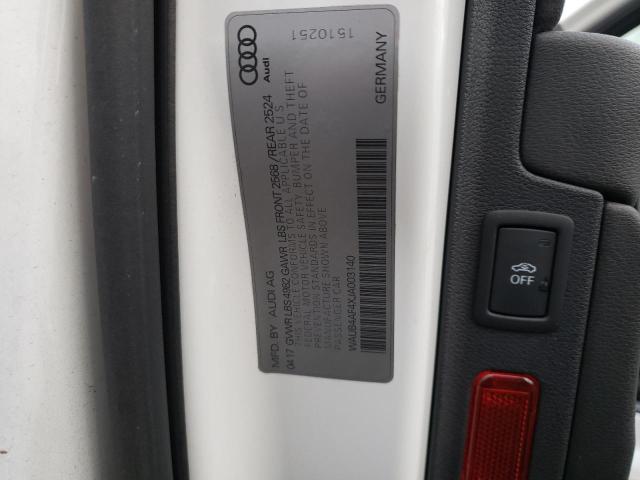 Audi
1510251
MFD. BY AUDI AG
04.17 GVWR LBS 4982 GAWR LBS FRONT 2568 / REAR 2524
THIS VEHICLE CONFORMS TO ALL APPLICABLE U.S.
FEDERAL MOTOR VEHICLE SAFETY, BUMPER AND THEFT
PREVENTION STANDARDS IN EFFECT ON THE DATE OF
MANUFACTURE SHOWN ABOVE
PASSENGER CAR
WAUB4AF4XJA003140
GERMANY
OFF